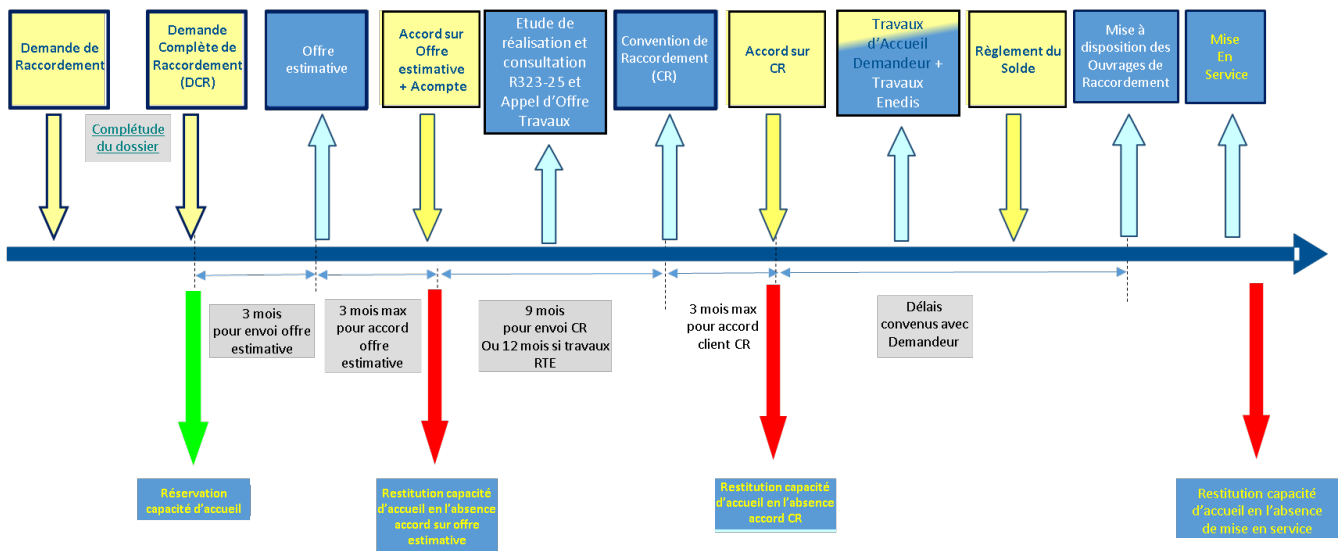 Demande de
Raccordement
Demande
Complète de
Raccordement
(DCR)
Offre
estimative
Accord sur
Offre
estimative
+ Acompte
Etude de
réalisation et
consultation
R323-25 et
Appel d'Offre
Travaux
Convention de
Raccordement
(CR)
Accord sur
CR
Travaux
d'Accueil
Demandeur +
Travaux
Enedis
Règlement du
Solde
Mise à
disposition des
Ouvrages de
Raccordement
Mise
En
Service
Complétude
du dossier
3 mois
pour envoi offre
estimative
3 mois max
pour accord
offre
estimative
9 mois
pour envoi CR
Ou 12 mois si travaux
RTE
3 mois max
pour accord
client CR
Délais
convenus avec
Demandeur
Réservation
capacité d'accueil
Restitution capacité
d'accueil en l'absence
accord sur offre
estimative
Restitution capacité
d'accueil en l'absence
accord CR
Restitution capacité
d'accueil en l'absence
de mise en service